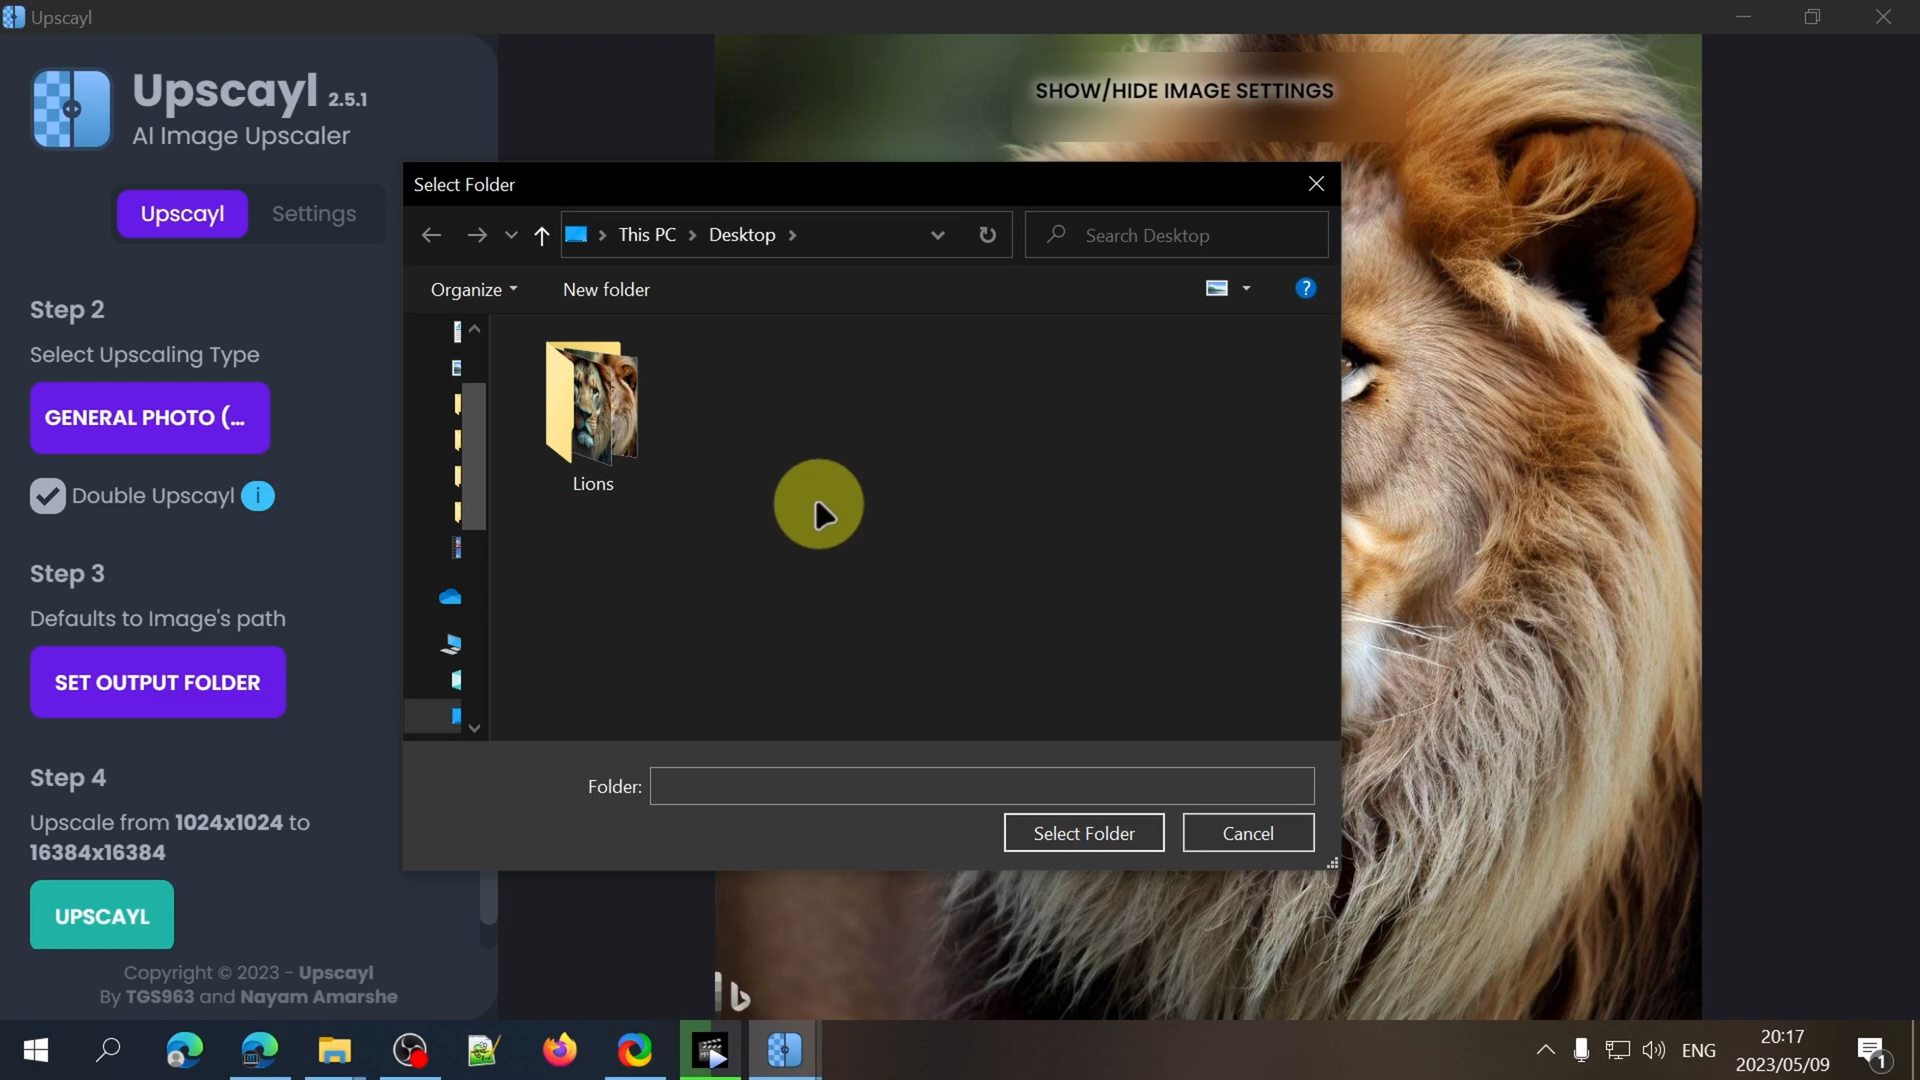 Upscayl
Upscayl 2.5.1
AI Image Upscaler
Upscayl Settings
Step 2
Select Upscaling Type
GENERAL PHOTO (...
Double Upscayl i
Step 3
Defaults to Image's path
SET OUTPUT FOLDER
Step 4
Upscale from 1024x1024 to
16384x16384
UPSCAYL
Copyright © 2023 - Upscayl
By TGS963 and Nayam Amarshe
SHOW/HIDE IMAGE SETTINGS
Select Folder
This PC > Desktop >
Search Desktop
Organize
New folder
?
Lions
Folder:
Select Folder
Cancel
b
ENG
20:17
2023/05/09
1